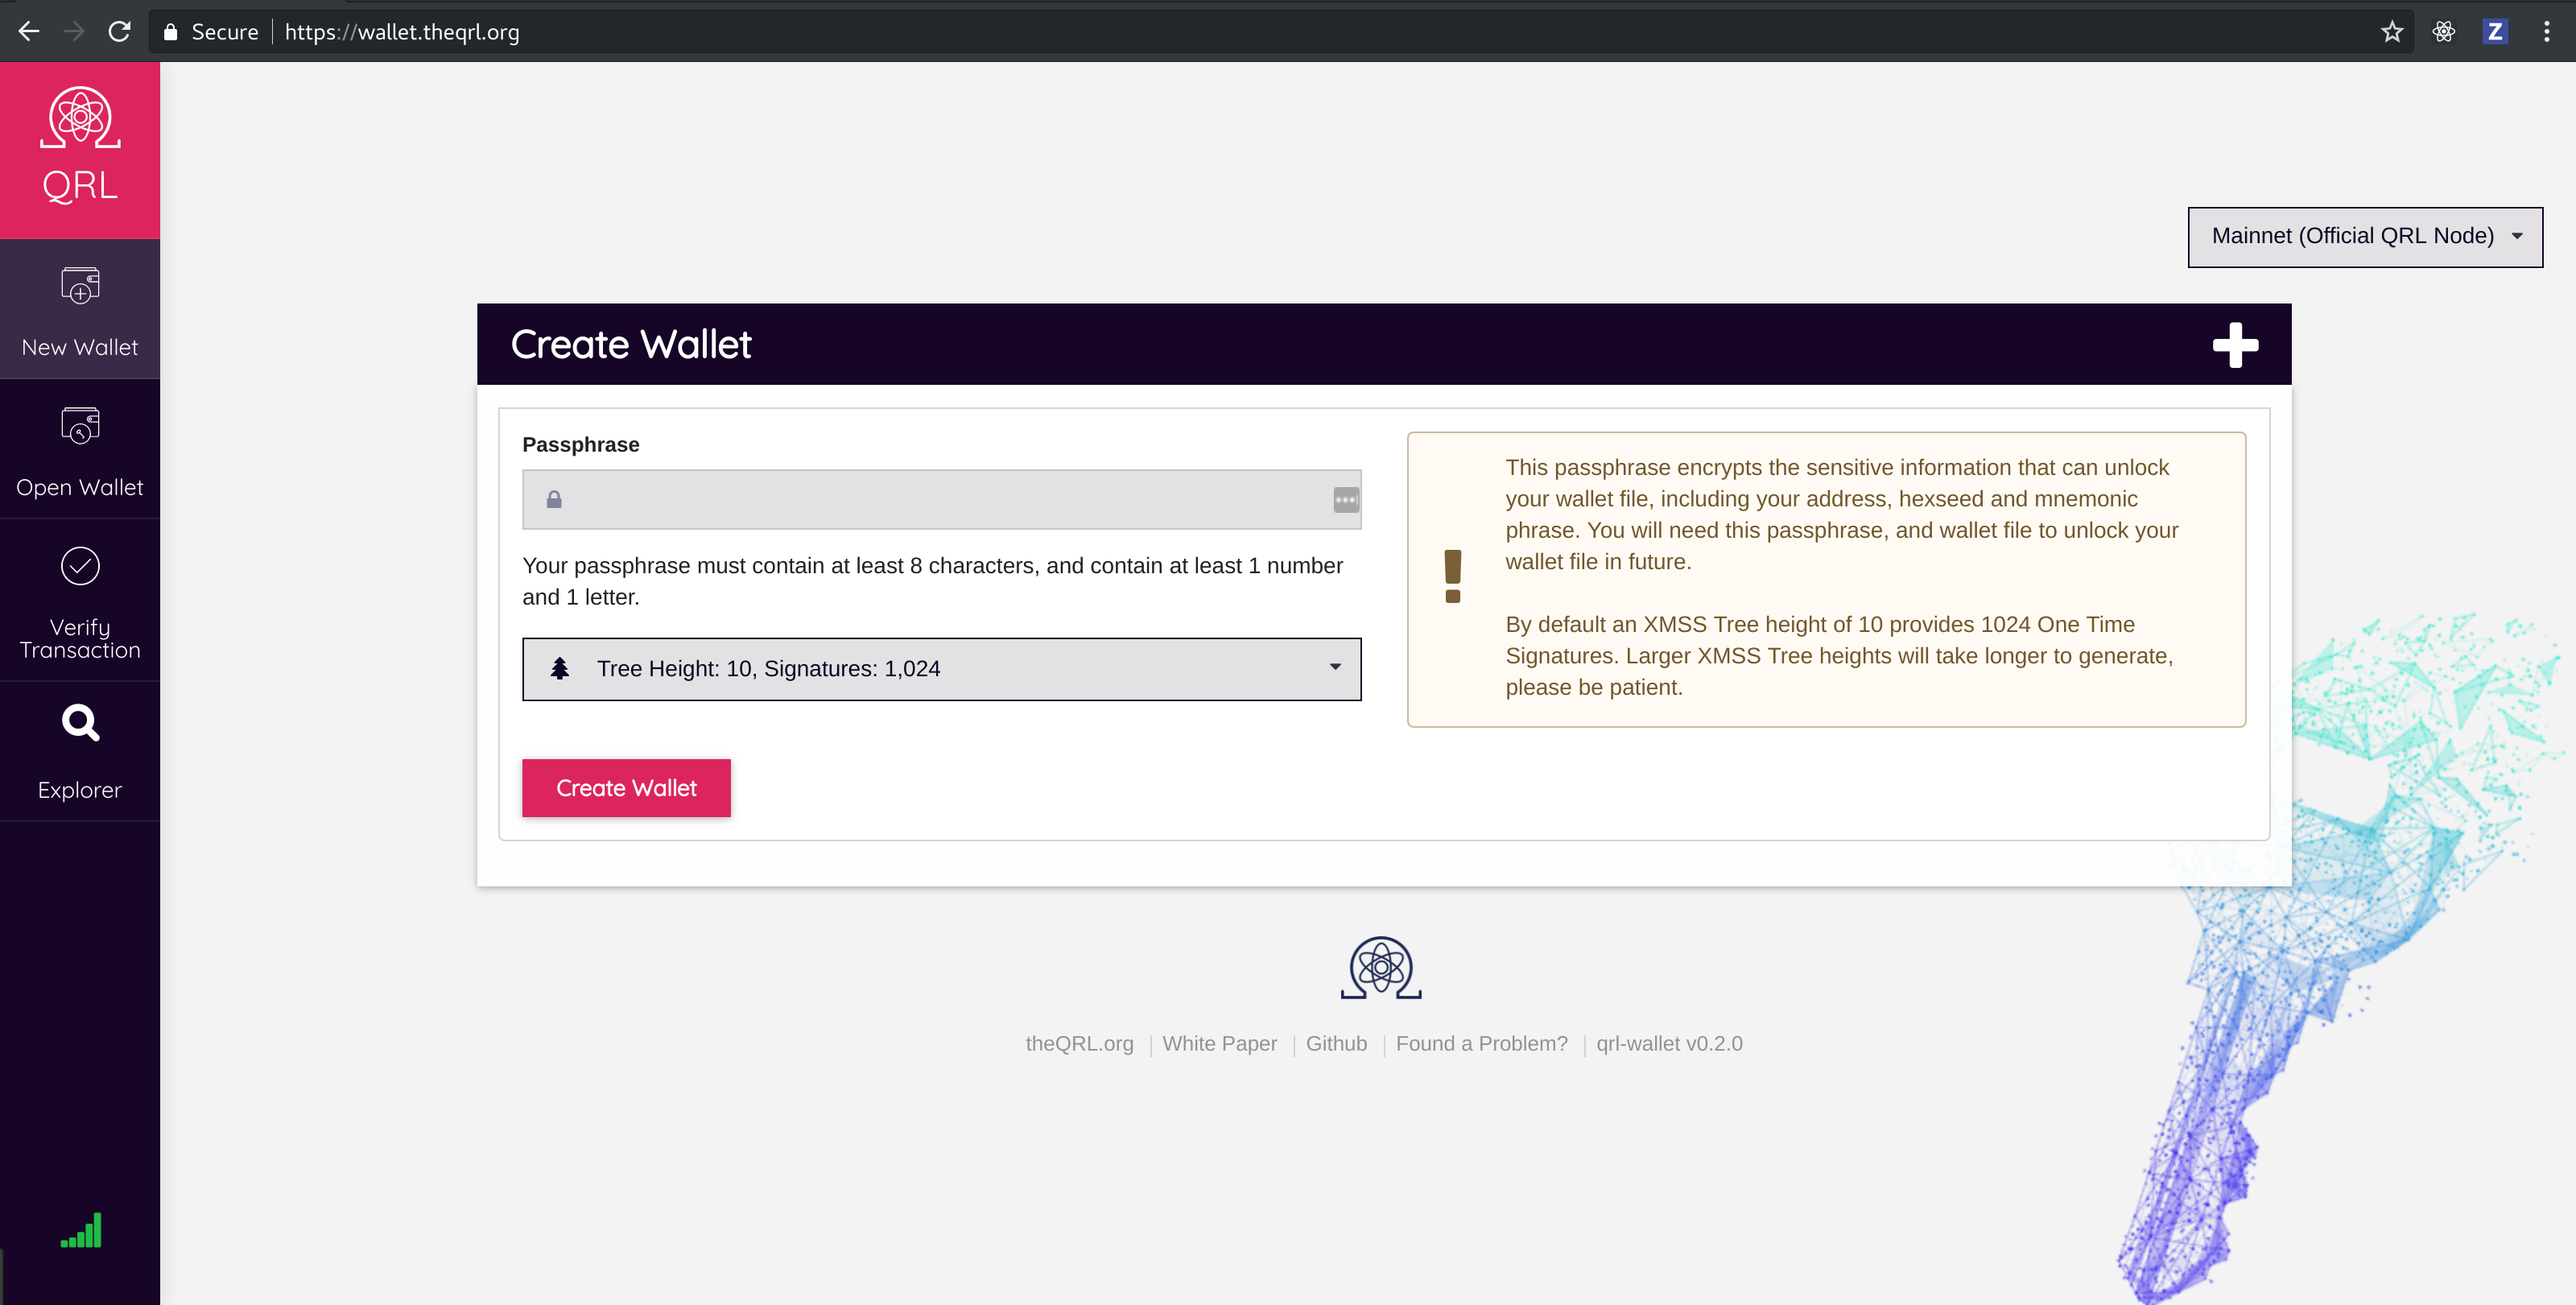 Secure https://wallet.theqrl.org
Z
QRL
New Wallet
Open Wallet
Verify
Transaction
Explorer
Mainnet (Official QRL Node)
Create Wallet
Passphrase
Your passphrase must contain at least 8 characters, and contain at least 1 number
and 1 letter.
Tree Height: 10, Signatures: 1,024
Create Wallet
This passphrase encrypts the sensitive information that can unlock
your wallet file, including your address, hexseed and mnemonic
phrase. You will need this passphrase, and wallet file to unlock your
wallet file in future.
By default an XMSS Tree height of 10 provides 1024 One Time
Signatures. Larger XMSS Tree heights will take longer to generate,
please be patient.
theQRL.org | White Paper | Github | Found a Problem? | qrl-wallet v0.2.0